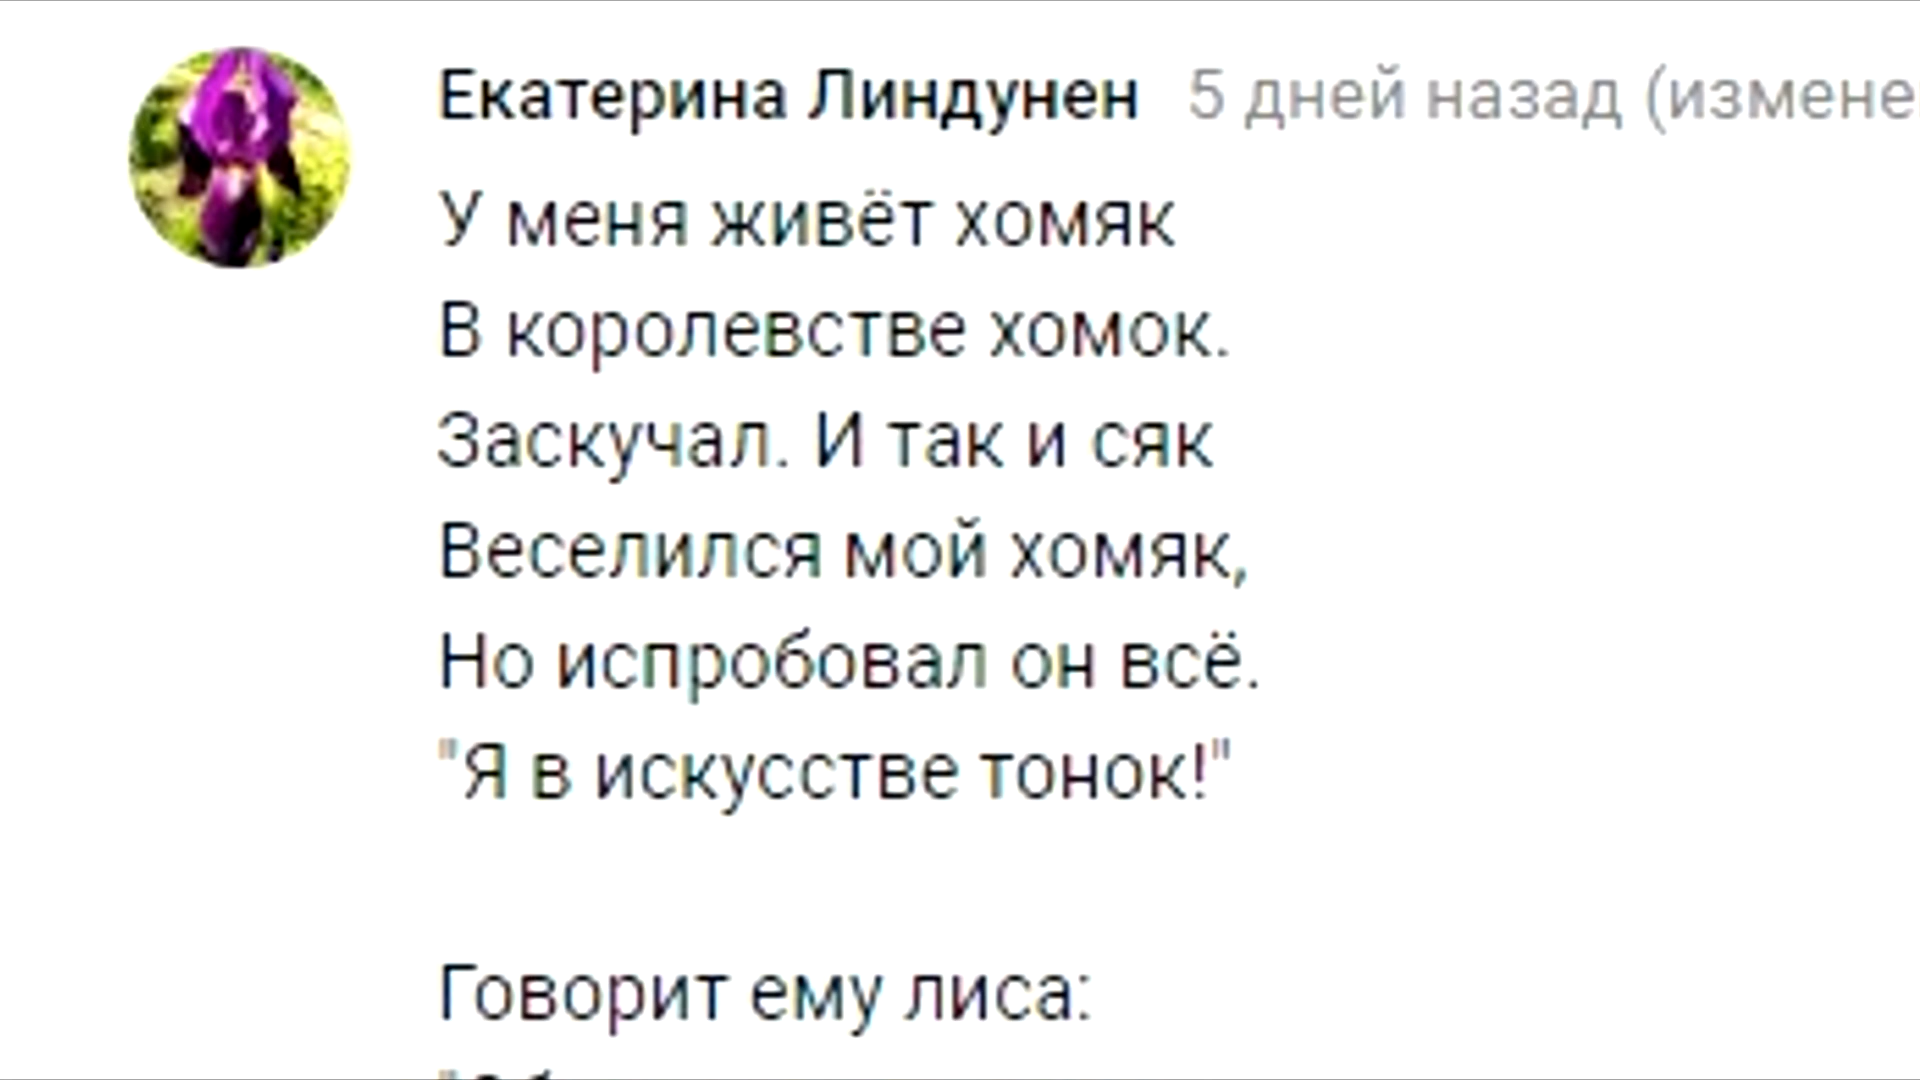 Екатерина Линдунен 5 дней назад (измене
У меня живёт хомяк
В королевстве хомок.
Заскучал. И так и сяк
Веселился мой хомяк,
Но испробовал он всё.
"Я в искусстве тонок!"
Говорит ему лиса: